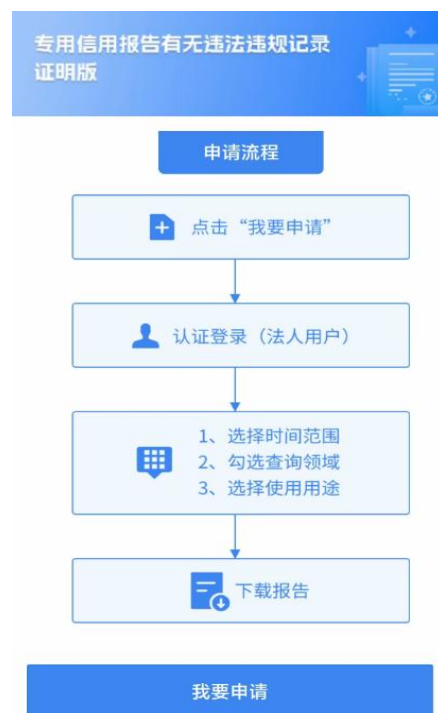 专用信用报告有无违法违规记录
证明版
申请流程
点击“我要申请”
认证登录（法人用户）
1、选择时间范围
2、勾选查询领域
3、选择使用用途
下载报告
我要申请